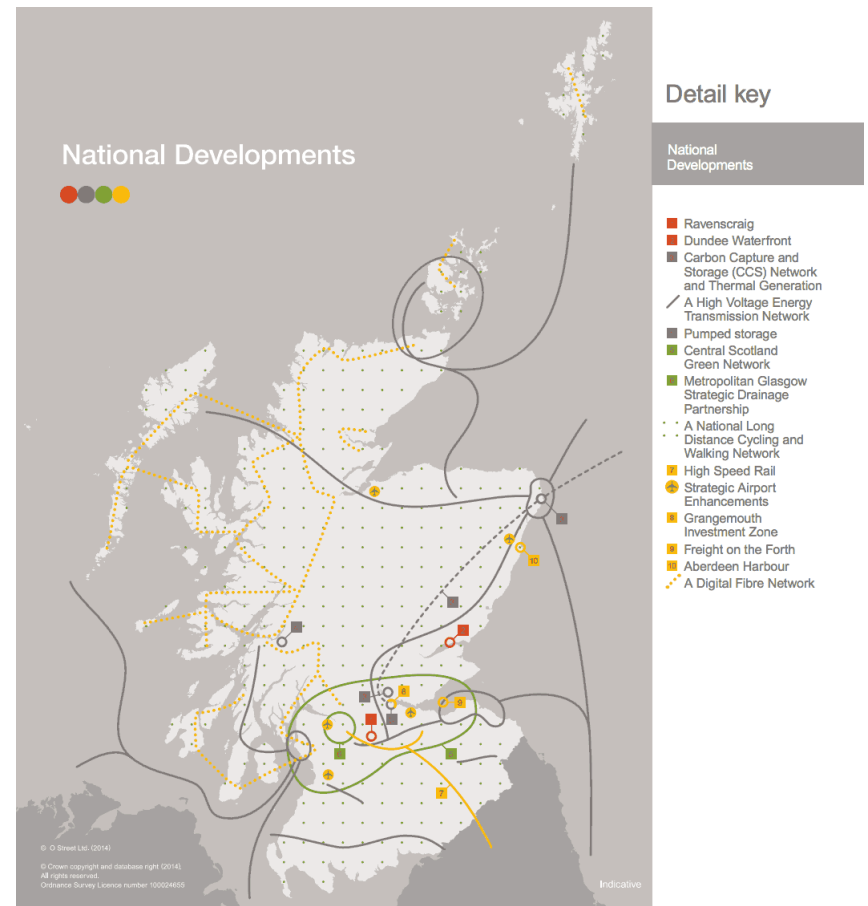 National Developments
Detail key
National
Developments
Ravenscraig
Dundee Waterfront
Carbon Capture and
Storage (CCS) Network
and Thermal Generation
A High Voltage Energy
Transmission Network
Pumped storage
Central Scotland
Green Network
Metropolitan Glasgow
Strategic Drainage
Partnership
A National Long
Distance Cycling and
Walking Network
7 High Speed Rail
Strategic Airport
Enhancements
8 Grangemouth
Investment Zone
9 Freight on the Forth
10 Aberdeen Harbour
A Digital Fibre Network
10
9
7
© O Street Ltd. (2014)
© Crown copyright and database right (2014).
All rights reserved.
Ordnance Survey Licence number 100024655
Indicative